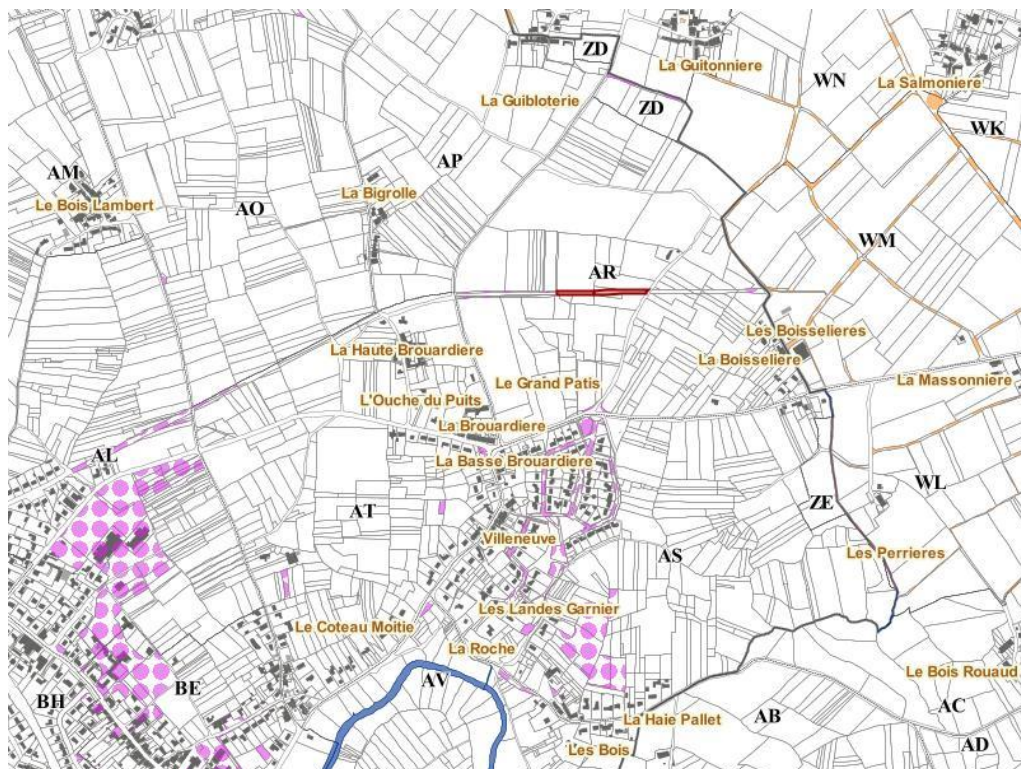 ZD
La Guitonniere
WN
La Salmoniere
La Guibloterie
ZD
WK
AM
AP
La Bigrolle
Le Bois Lambert
AO
WM
AR
Les Boisselieres
La Haute Brouardiere
La Boisseliere
Le Grand Patis
La Massonnière
L'Ouche du Puits
La Brouardiere
AL
La Basse Brouardiere
WL
AT
ZE
Villeneuve
AS
Les Perrieres
Les Landes Garnier
Le Coteau Moitie
La Roche
Le Bois Rouaud
AV
BH
BE
AC
La Haie Pallet
AB
Les Bois
AD